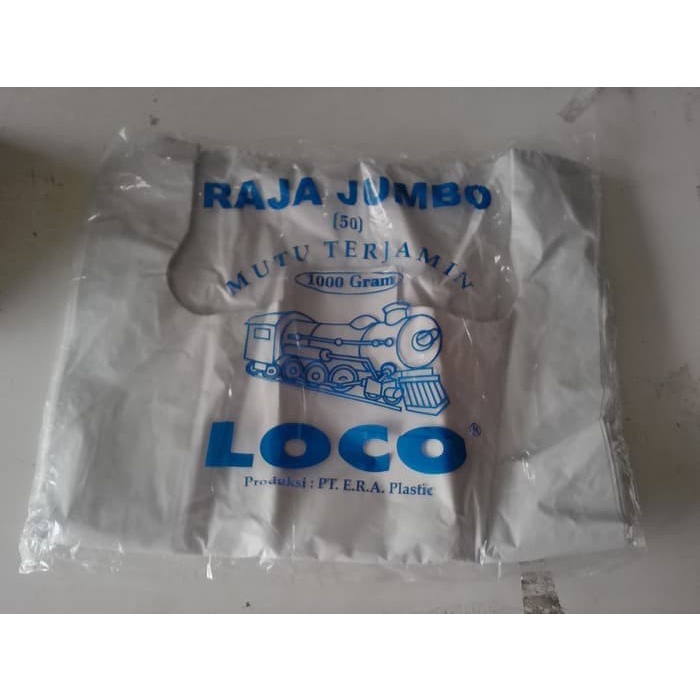 RAJA JUMBO
(50)
MUTU TERJAMIN
1000 Gram
LOCO®
Produksi : PT. E.R.A. Plastic